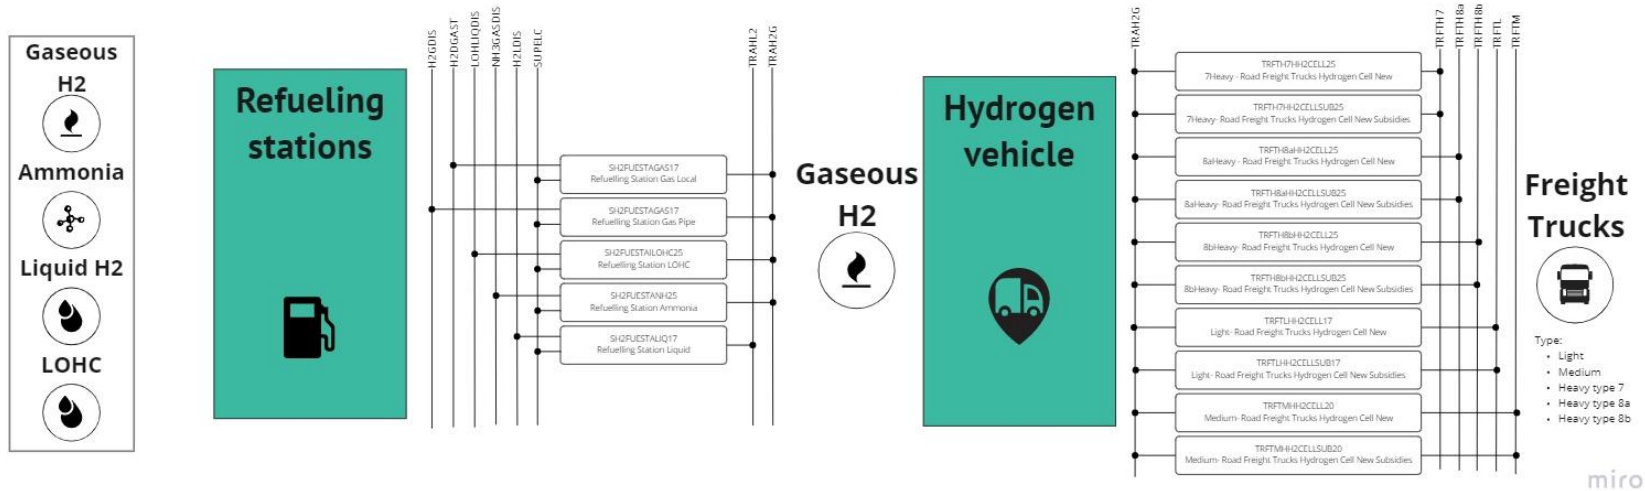 Gaseous
H2
Ammonia
Liquid H2
LOHC
Refueling
stations
H2GDIS
H2DGAST
LOHLIQDIS
NH3GASDIS
H2LDIS
SUPELC
TRAHL2
TRAH2G
SH2FUESTAGAS17
Refuelling Station Gas Local
SH2FUESTAGAS17
Refuelling Station Gas Pipe
SH2FUESTAILOHC25
Refuelling Station LOHC
SH2FUESTANH25
Refuelling Station Ammonia
SH2FUESTALIQ17
Refuelling Station Liquid
Gaseous
H2
Hydrogen
vehicle
TRAH2G
TRFTH7
TRFTH8a
TRFTH8b
TRFTL
TRFTM
TRFTH7HH2CELL25
7Heavy - Road Freight Trucks Hydrogen Cell New
TRFTH7HH2CELLSUB25
7Heavy- Road Freight Trucks Hydrogen Cell New Subsidies
TRFTH8aHH2CELL25
8aHeavy - Road Freight Trucks Hydrogen Cell New
TRFTH8aHH2CELLSUB25
8aHeavy- Road Freight Trucks Hydrogen Cell New Subsidies
TRFTH8bHH2CELL25
8bHeavy- Road Freight Trucks Hydrogen Cell New
TRFTH8bHH2CELLSUB25
8bHeavy- Road Freight Trucks Hydrogen Cell New Subsidies
TRFTLHH2CELL17
Light- Road Freight Trucks Hydrogen Cell New
TRFTLHH2CELLSUB17
Light- Road Freight Trucks Hydrogen Cell New Subsidies
TRFTMHH2CELL20
Medium- Road Freight Trucks Hydrogen Cell New
TRFTMHH2CELLSUB20
Medium- Road Freight Trucks Hydrogen Cell New Subsidies
Freight
Trucks
Type:
• Light
• Medium
• Heavy type 7
• Heavy type 8a
• Heavy type 8b
miro